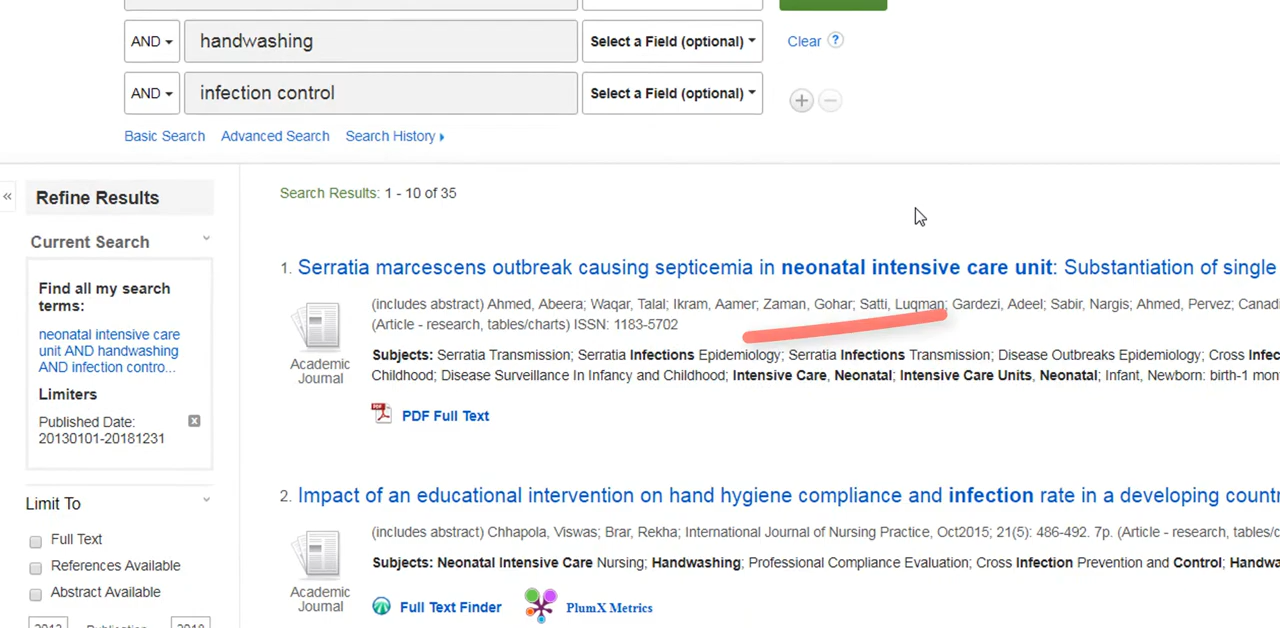 AND handwashing Select a Field (optional) Clear ?
AND infection control Select a Field (optional)
Basic Search Advanced Search Search History
« Refine Results
Current Search
Find all my search
terms:
neonatal intensive care
unit AND handwashing
AND infection contro...
Limiters
Published Date:
20130101-20181231
Limit To
Full Text
References Available
Abstract Available
2013 Publication 2018
Search Results: 1 - 10 of 35
1. Serratia marcescens outbreak causing septicemia in neonatal intensive care unit: Substantiation of single
(includes abstract) Ahmed, Abeera; Waqar, Talal; Ikram, Aamer; Zaman, Gohar; Satti, Luqman; Gardezi, Adeel; Sabir, Nargis; Ahmed, Pervez; Canadi
(Article - research, tables/charts) ISSN: 1183-5702
Academic
Journal
Subjects: Serratia Transmission; Serratia Infections Epidemiology; Serratia Infections Transmission; Disease Outbreaks Epidemiology; Cross Infec
Childhood; Disease Surveillance In Infancy and Childhood; Intensive Care, Neonatal; Intensive Care Units, Neonatal; Infant, Newborn: birth-1 mon
PDF Full Text
2. Impact of an educational intervention on hand hygiene compliance and infection rate in a developing countr
(includes abstract) Chhapola, Viswas; Brar, Rekha; International Journal of Nursing Practice, Oct2015; 21(5): 486-492. 7p. (Article - research, tables/c
Subjects: Neonatal Intensive Care Nursing; Handwashing; Professional Compliance Evaluation; Cross Infection Prevention and Control; Handwa
Academic
Journal
Full Text Finder PlumX Metrics